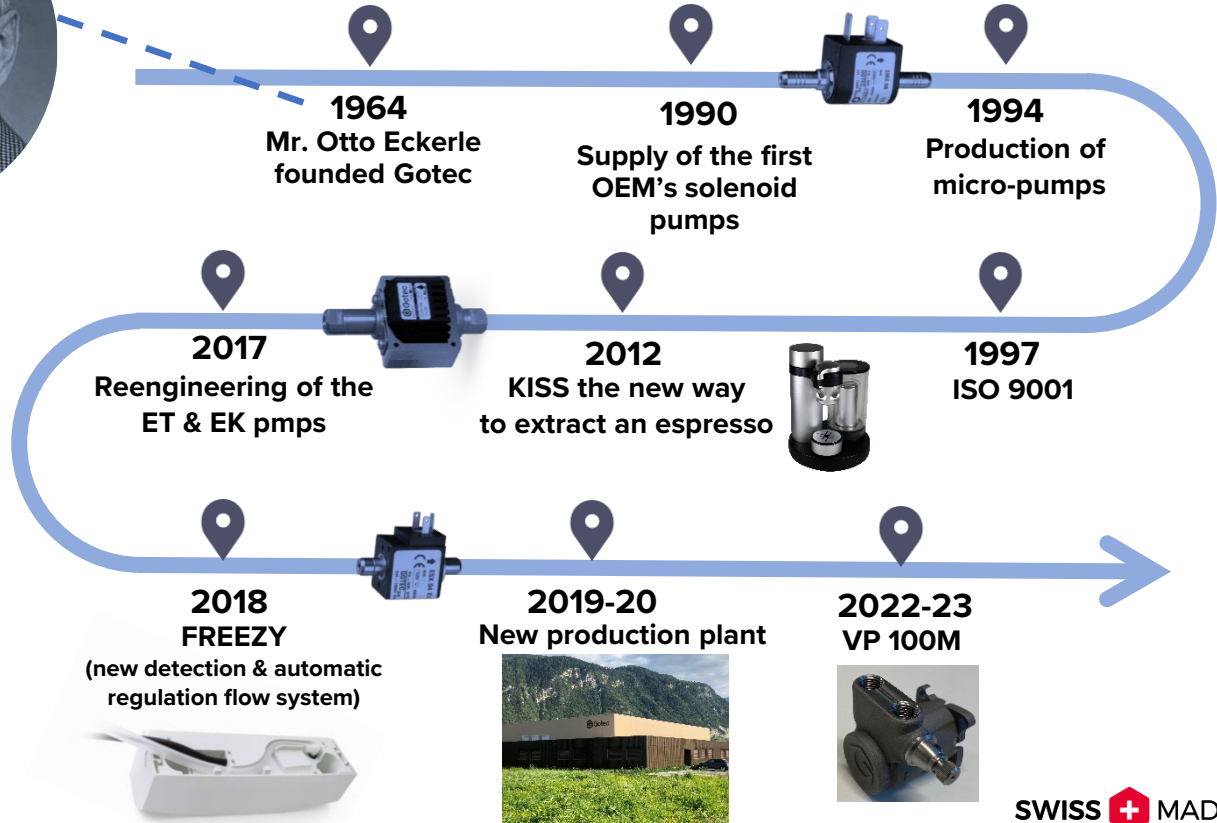 1964
Mr. Otto Eckerle
founded Gotec
1990
Supply of the first
OEM’s solenoid
pumps
1994
Production of
micro-pumps
2017
Reengineering of the
ET & EK pmps
2012
KISS the new way
to extract an espresso
1997
ISO 9001
2018
FREEZY
(new detection & automatic
regulation flow system)
2019-20
New production plant
Gotec
2022-23
VP 100M
SWISS MAD